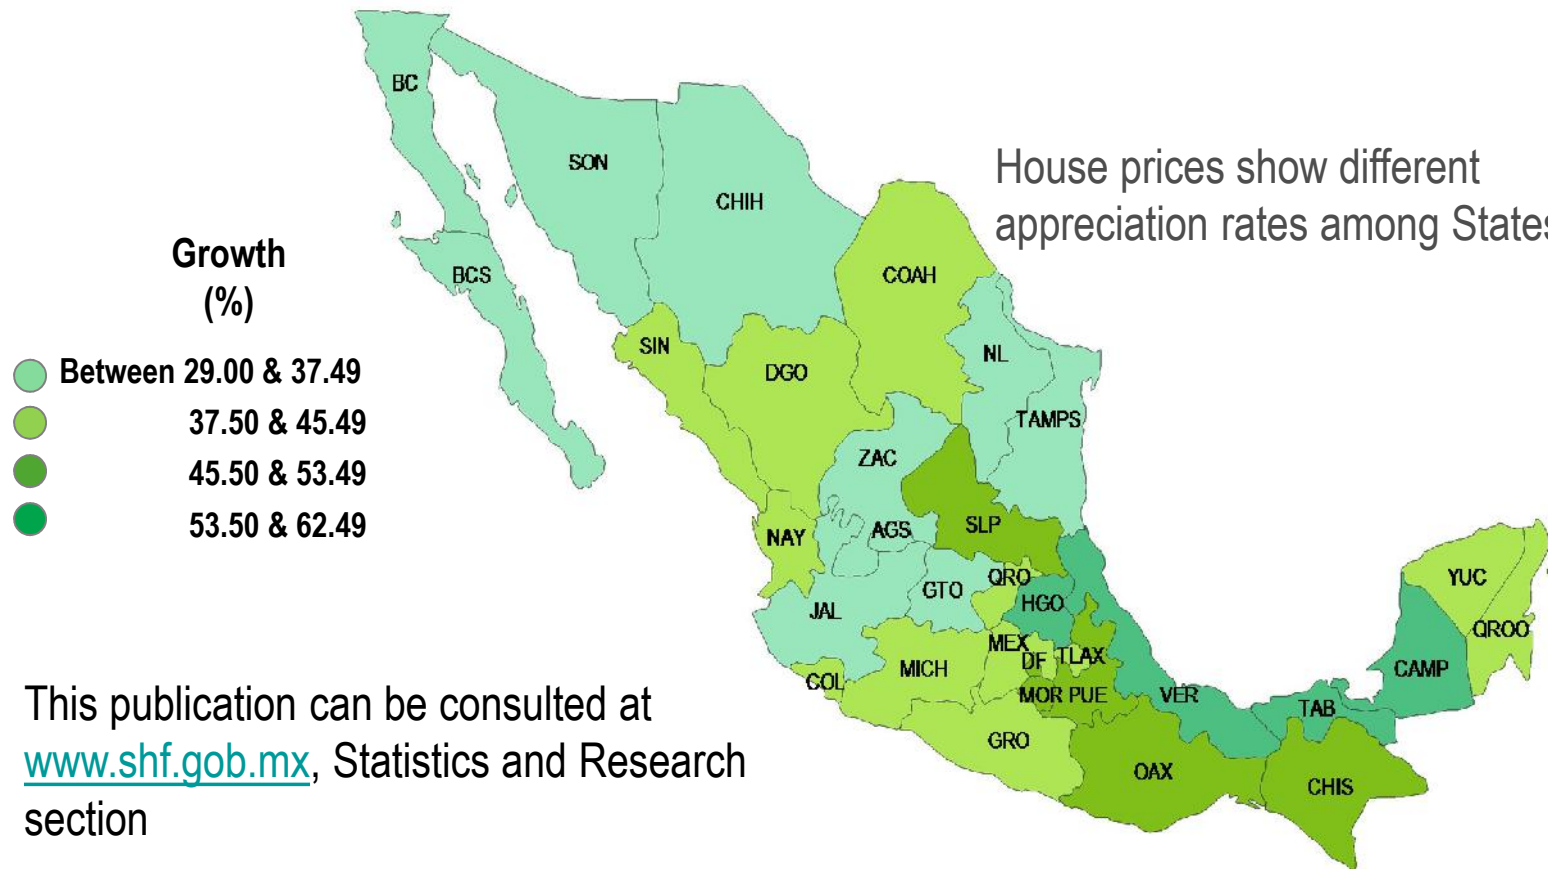 BC
SON
CHIH
House prices show different
appreciation rates among States
Growth
(%)
BCS
COAH
Between 29.00 & 37.49
37.50 & 45.49
45.50 & 53.49
53.50 & 62.49
SIN
DGO
NL
TAMPS
ZAC
AGS
SLP
NAY
JAL
GTO
QRO
HGO
YUC
QROO
CAMP
MEX
DF
TLAX
MICH
COL
MOR
PUE
VER
TAB
GRO
OAX
CHIS
This publication can be consulted at
www.shf.gob.mx, Statistics and Research
section